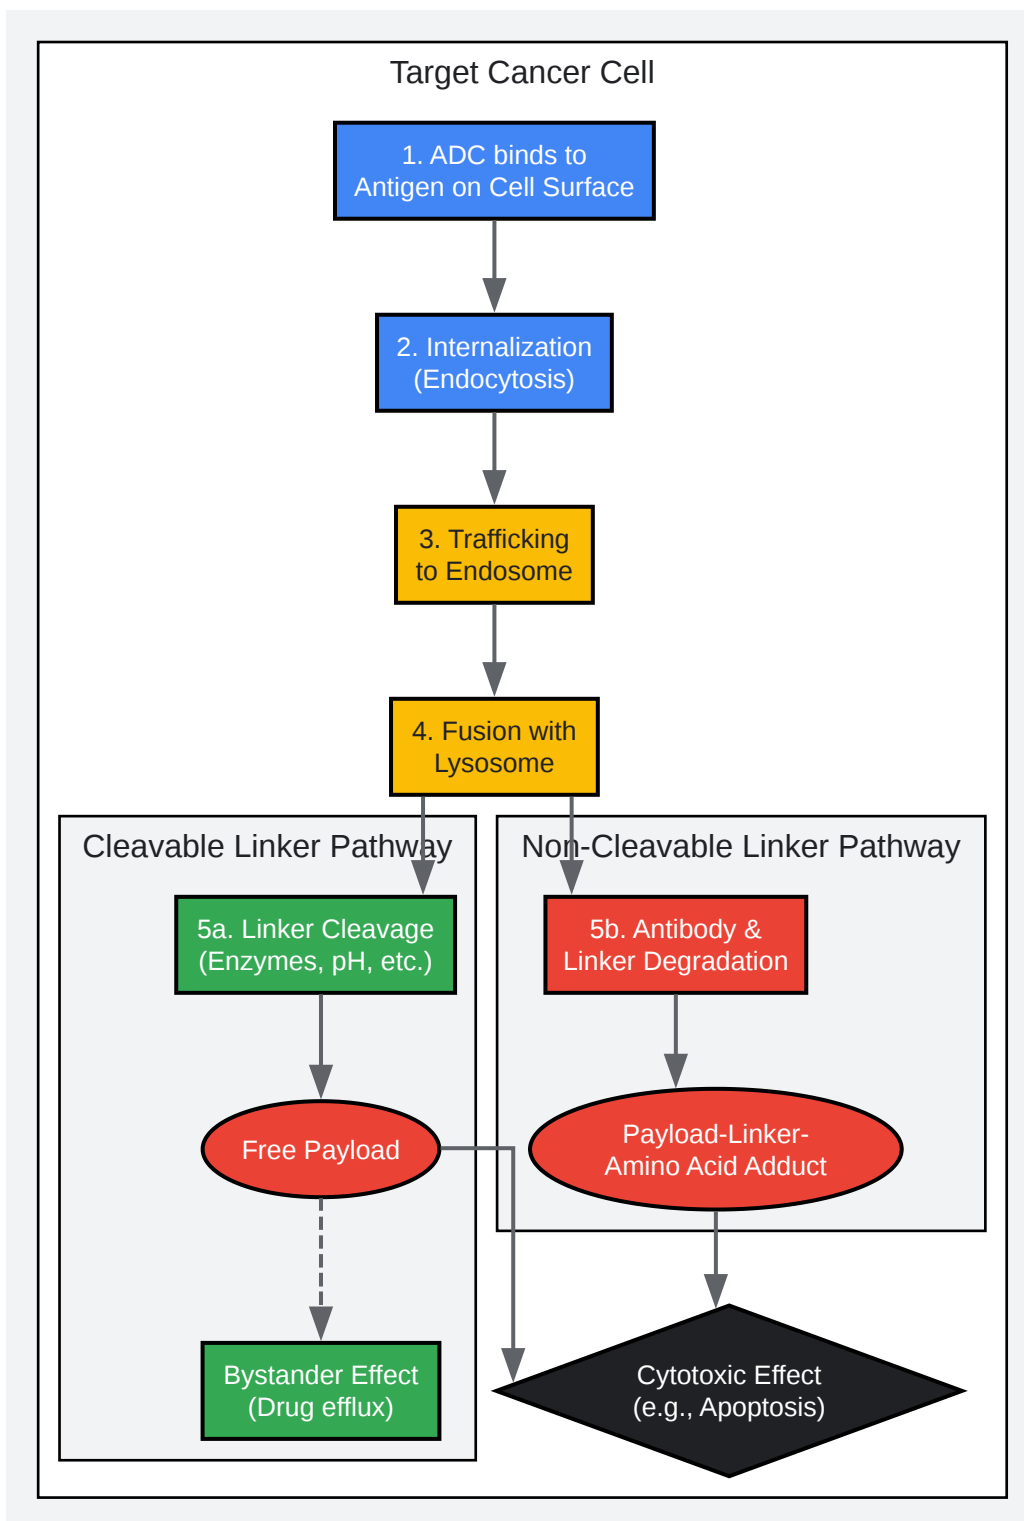 Target Cancer Cell
1. ADC binds to
Antigen on Cell Surface
2. Internalization
(Endocytosis)
3. Trafficking
to Endosome
4. Fusion with
Lysosome
Cleavable Linker Pathway
5a. Linker Cleavage
(Enzymes, pH, etc.)
Free Payload
Bystander Effect
(Drug efflux)
Non-Cleavable Linker Pathway
5b. Antibody &
Linker Degradation
Payload-Linker-
Amino Acid Adduct
Cytotoxic Effect
(e.g., Apoptosis)